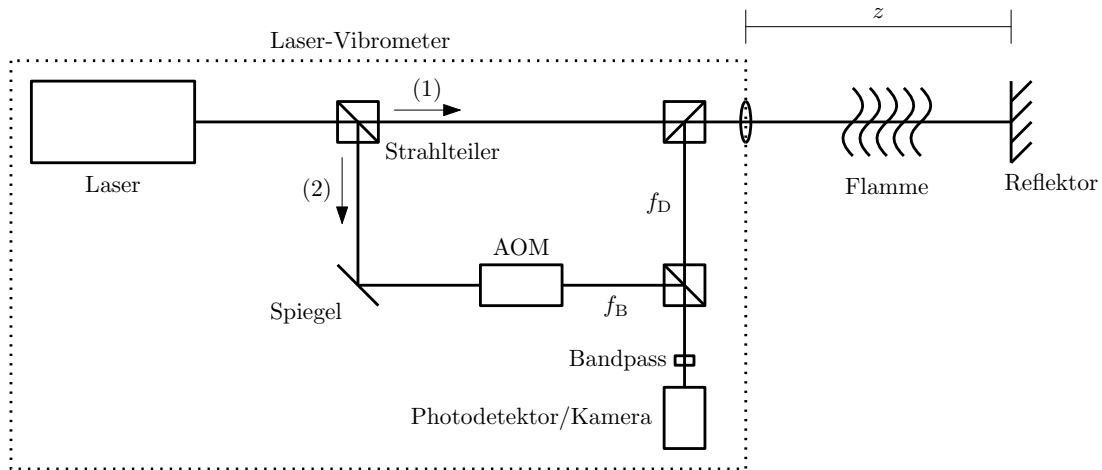 z
Laser-Vibrometer
(1)
Strahlteiler
Laser
(2)
f_D
Flamme
Reflektor
AOM
Spiegel
f_B
Bandpass
Photodetektor/Kamera